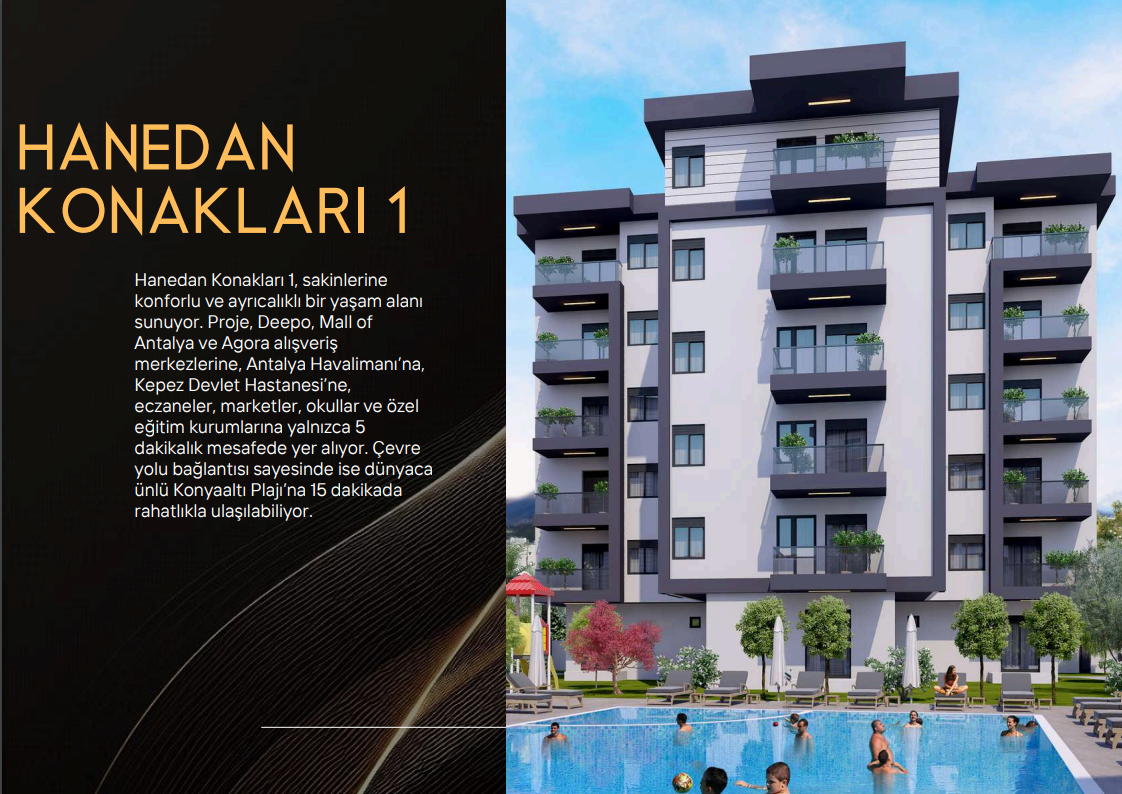 HANEDAN
KONAKLARI 1
Hanedan Konakları 1, sakinlerine
konforlu ve ayrıcalıklı bir yaşam alanı
sunuyor. Proje, Deepo, Mall of
Antalya ve Agora alışveriş
merkezlerine, Antalya Havalimanı’na,
Kepez Devlet Hastanesi’ne,
eczaneler, marketler, okullar ve özel
eğitim kurumlarına yalnızca 5
dakikalık mesafede yer alıyor. Çevre
yolu bağlantısı sayesinde ise dünyaca
ünlü Konyaaltı Plajı’na 15 dakikada
rahatlıkla ulaşılabiliyor.